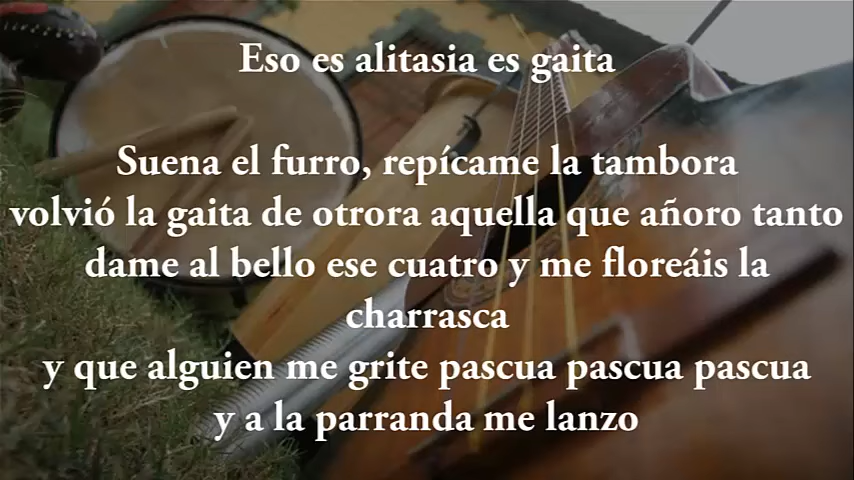 Eso es alitasia es gaita
Suena el furro, repícame la tambora
volvió la gaita de otrora aquella que añoro tanto
dame al bello ese cuatro y me floreáis la
charrasca
y que alguien me grite pascua pascua pascua
y a la parranda me lanzo